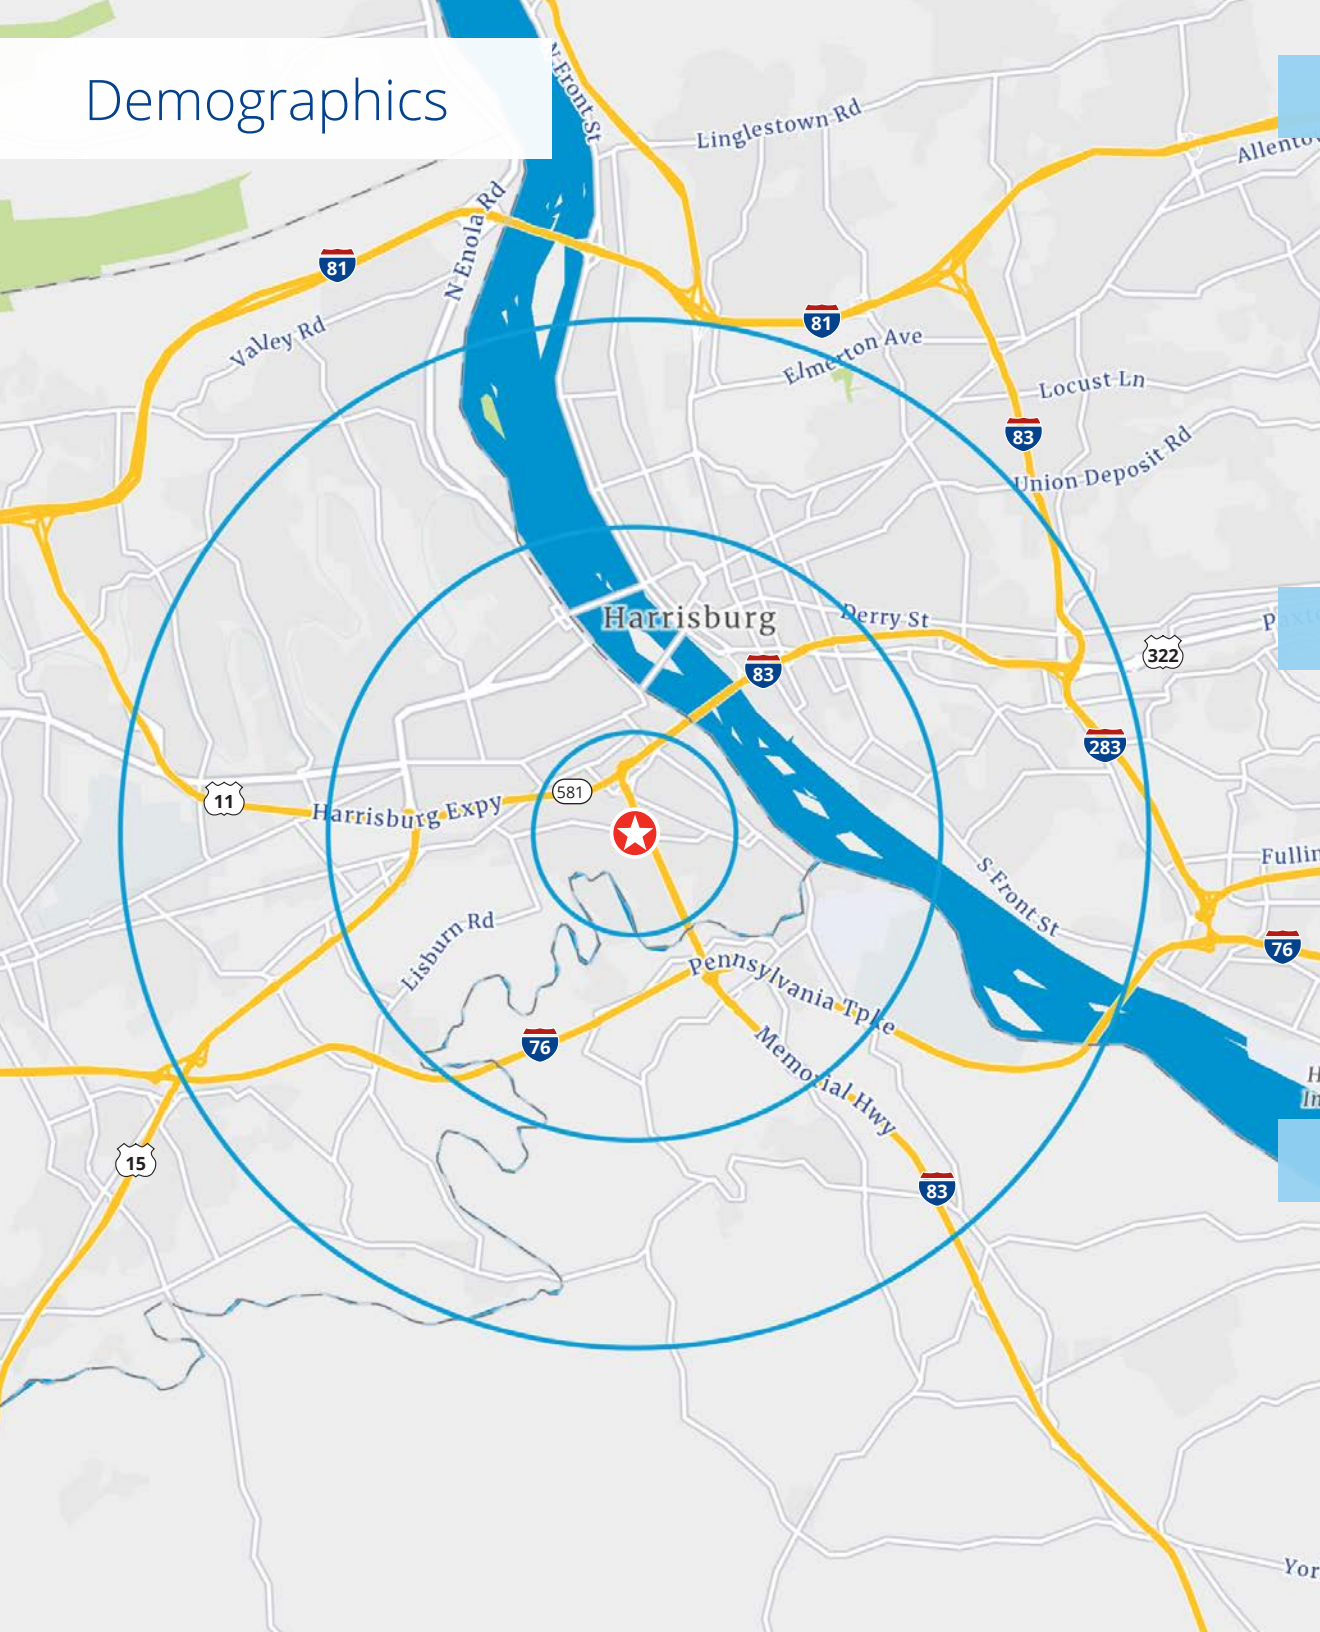 Demographics
N Front St
Linglestown Rd
N Enola Rd
81
Valley Rd
81
Elmerton Ave
Locust Ln
83
Union Deposit Rd
Harrisburg
Derry St
322
83
283
581
11
Harrisburg Expy
Fullin
S Front St
Lisburn Rd
76
Pennsylvania Tpke
76
Memorial Hwy
H
In
15
83
Yor